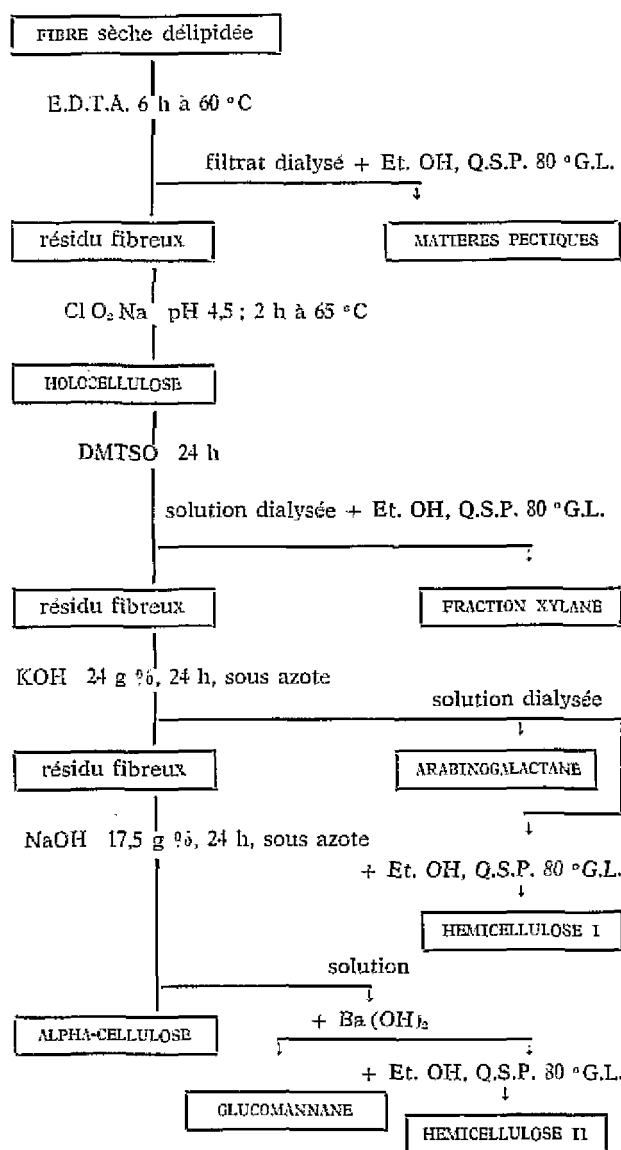 FIBRE sèche délipidée
E.D.T.A. 6 h à 60 °C
filtrat dialysé + Et. OH, Q.S.P. 80 °G.L.
résidu fibreux
MATIERES PECTIQUES
Cl O₂ Na pH 4,5 ; 2 h à 65 °C
HOLOCELLULOSE
DMTSO 24 h
solution dialysée + Et. OH, Q.S.P. 80 °G.L.
résidu fibreux
FRACTION XYLANE
KOH 24 g %, 24 h, sous azote
solution dialysée
résidu fibreux
ARABINOGALACTANE
NaOH 17,5 g %, 24 h, sous azote
+ Et. OH, Q.S.P. 80 °G.L.
HEMICELLULOSE I
solution
+ Ba (OH)₂
ALPHA-CELLULOSE
+ Et. OH, Q.S.P. 80 °G.L.
GLUCOMANNANE
HEMICELLULOSE II